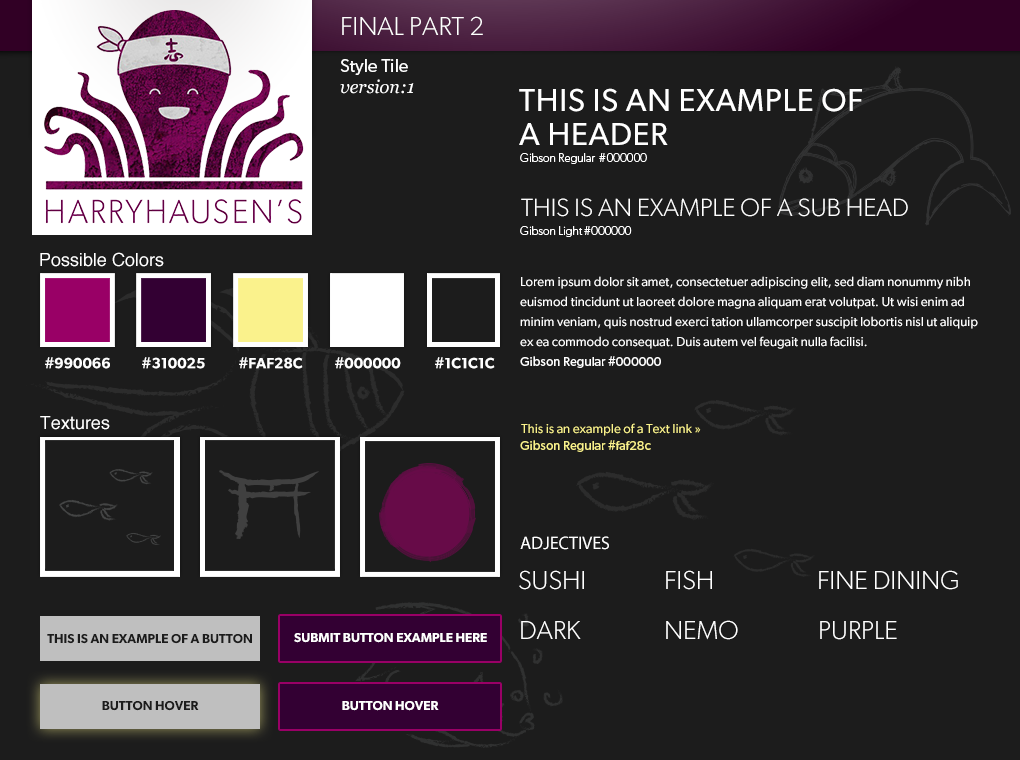 FINAL PART 2
志
HARRYHAUSEN'S
Style Tile
version:1
THIS IS AN EXAMPLE OF
A HEADER
Gibson Regular #000000
THIS IS AN EXAMPLE OF A SUB HEAD
Gibson Light #000000
Possible Colors
#990066
#310025
#FAF28C
#000000
#1C1C1C
Lorem ipsum dolor sit amet, consectetuer adipiscing elit, sed diam nonummy nibh
euismod tincidunt ut laoreet dolore magna aliquam erat volutpat. Ut wisi enim ad
minim veniam, quis nostrud exerci tation ullamcorper suscipit lobortis nisl ut aliquip
ex ea commodo consequat. Duis autem vel feugait nulla facilisi.
Gibson Regular #000000
Textures
This is an example of a Text link »
Gibson Regular #faf28c
ADJECTIVES
SUSHI FISH FINE DINING
DARK NEMO PURPLE
THIS IS AN EXAMPLE OF A BUTTON
SUBMIT BUTTON EXAMPLE HERE
BUTTON HOVER
BUTTON HOVER